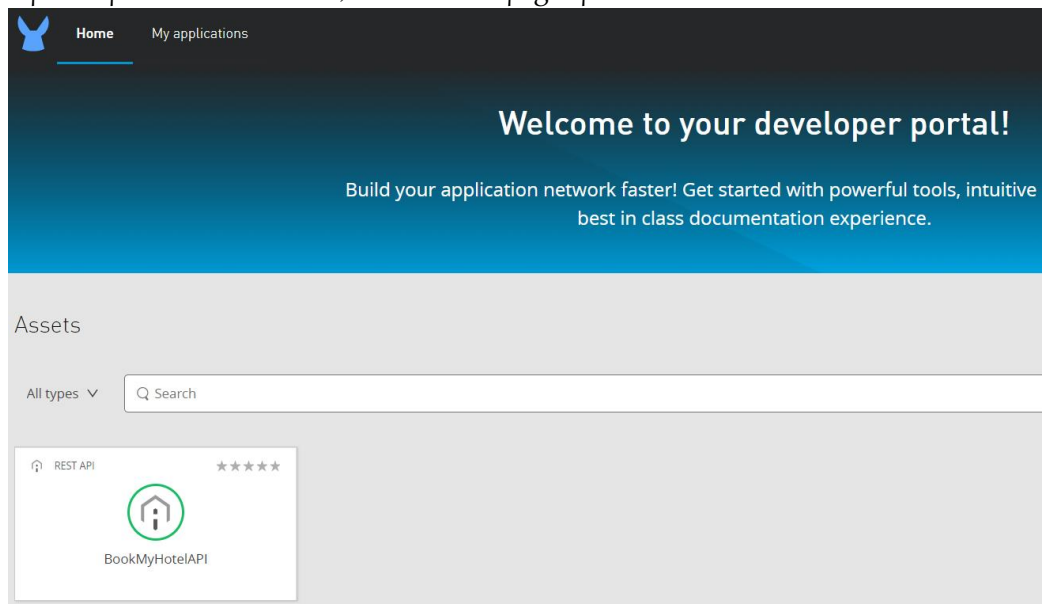 Home My applications
Welcome to your developer portal!
Build your application network faster! Get started with powerful tools, intuitive
best in class documentation experience.
Assets
All types Search
REST API
BookMyHotelAPI